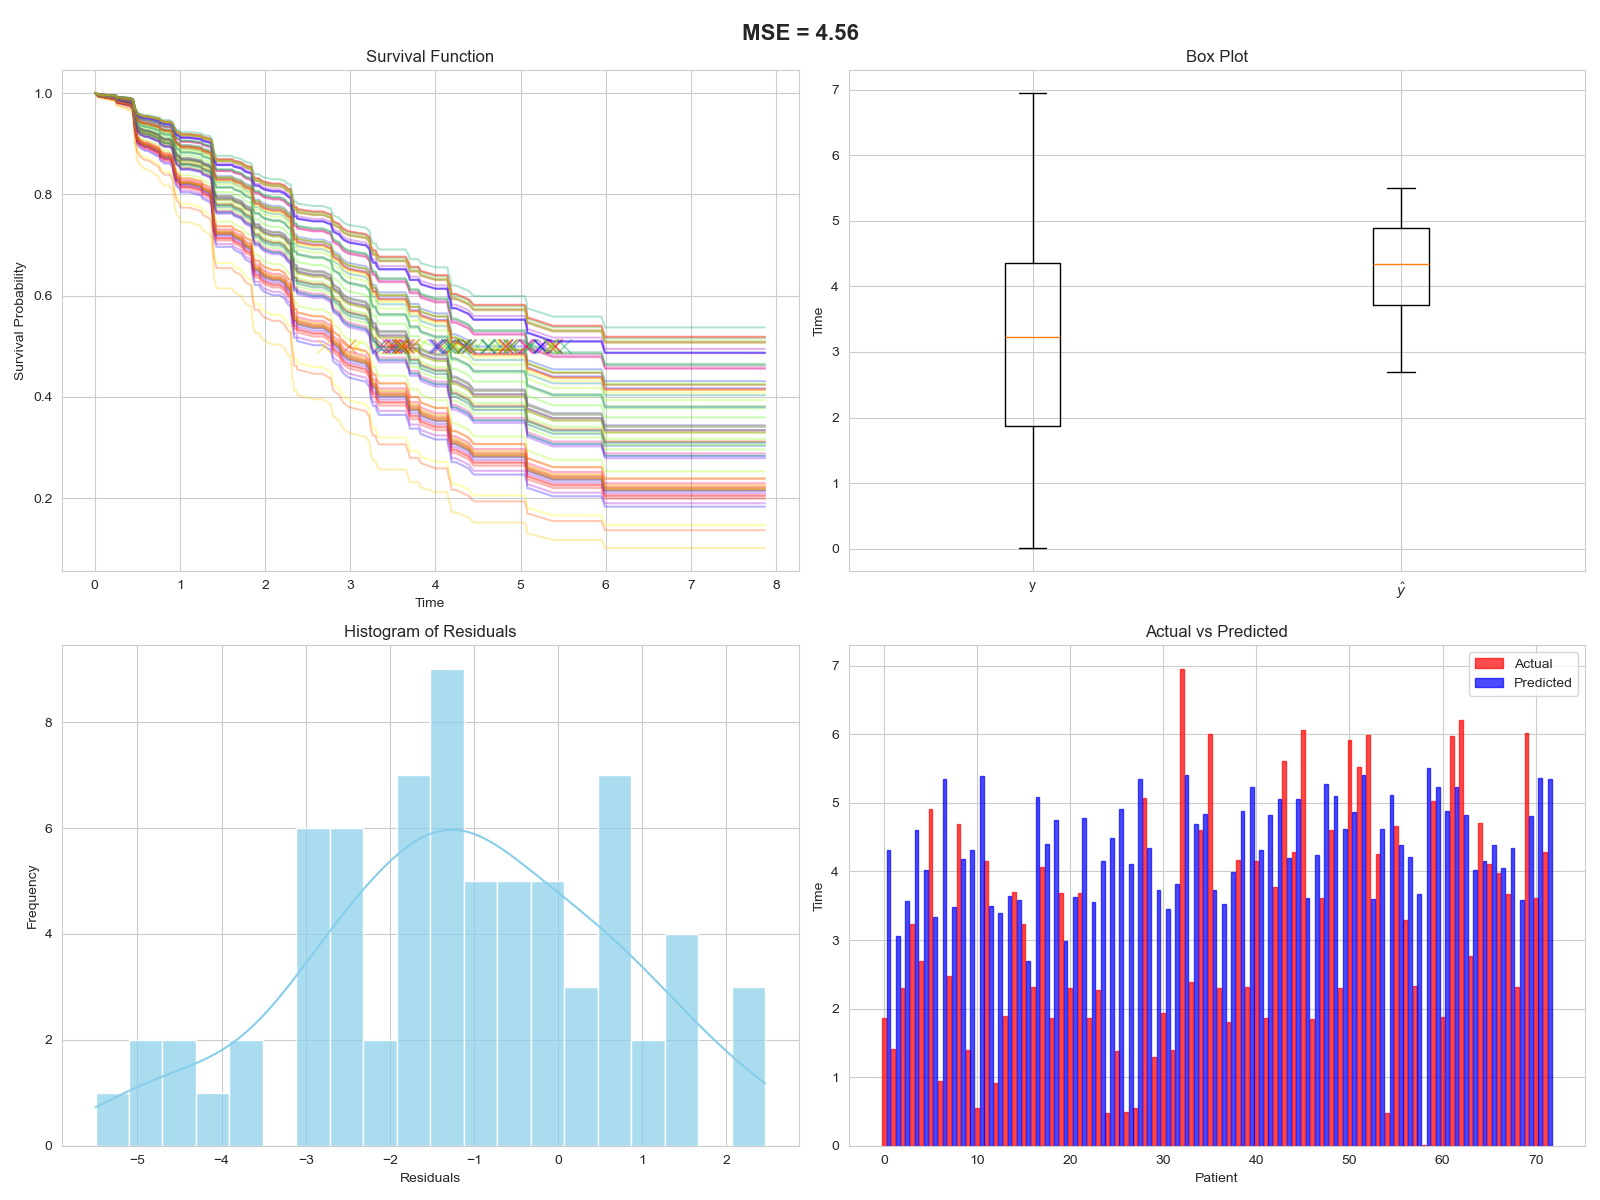 MSE = 4.56
Survival Function
1.0
0.8
0.6
0.4
0.2
Survival Probability
0 1 2 3 4 5 6 7 8
Time
Box Plot
7
6
5
4
3
2
1
0
Time
y ŷ
Histogram of Residuals
8
6
4
2
0
Frequency
−5 −4 −3 −2 −1 0 1 2
Residuals
Actual vs Predicted
Actual
Predicted
7
6
5
4
3
2
1
0
Time
0 10 20 30 40 50 60 70
Patient